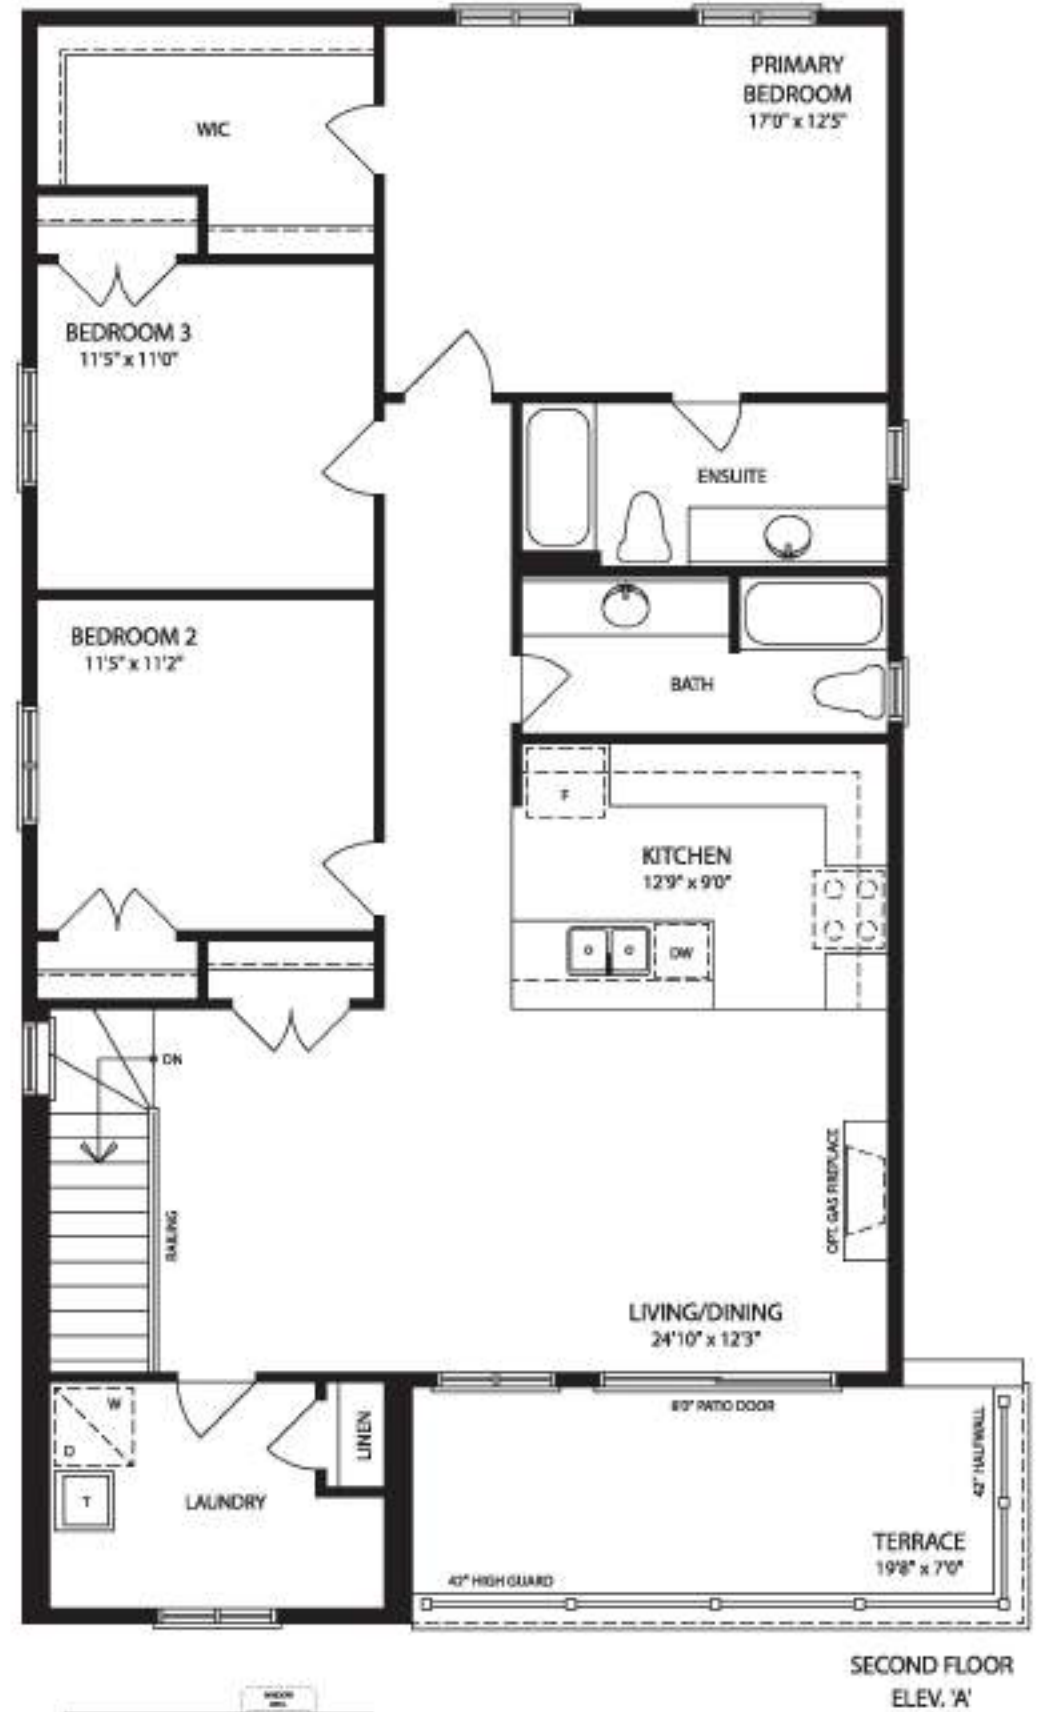 PRIMARY
BEDROOM
17'0" x 12'5"
WIC
BEDROOM 3
11'5" x 11'0"
ENSUITE
BEDROOM 2
11'5" x 11'2"
BATH
F
KITCHEN
12'9" x 9'0"
DW
DN
RAILING
OPT. GAS FIREPLACE
LIVING/DINING
24'10" x 12'3"
8'0" PATIO DOOR
W
D
T
LINEN
LAUNDRY
42" HALFWALL
TERRACE
19'8" x 7'0"
42" HIGH GUARD
SECOND FLOOR
ELEV. 'A'